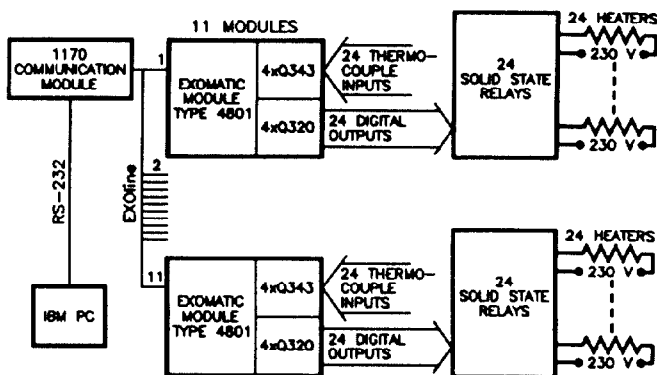 11 MODULES
1170
COMMUNICATION
MODULE
1
EXOMATIC
MODULE
TYPE 4801
4xQ343
4xQ320
24 THERMO-
COUPLE
INPUTS
24 DIGITAL
OUTPUTS
24
SOLID STATE
RELAYS
24 HEATERS
230 V
230 V
RS-232
EXOline
2
11
IBM PC
EXOMATIC
MODULE
TYPE 4801
4xQ343
4xQ320
24 THERMO-
COUPLE
INPUTS
24 DIGITAL
OUTPUTS
24
SOLID STATE
RELAYS
24 HEATERS
230 V
230 V